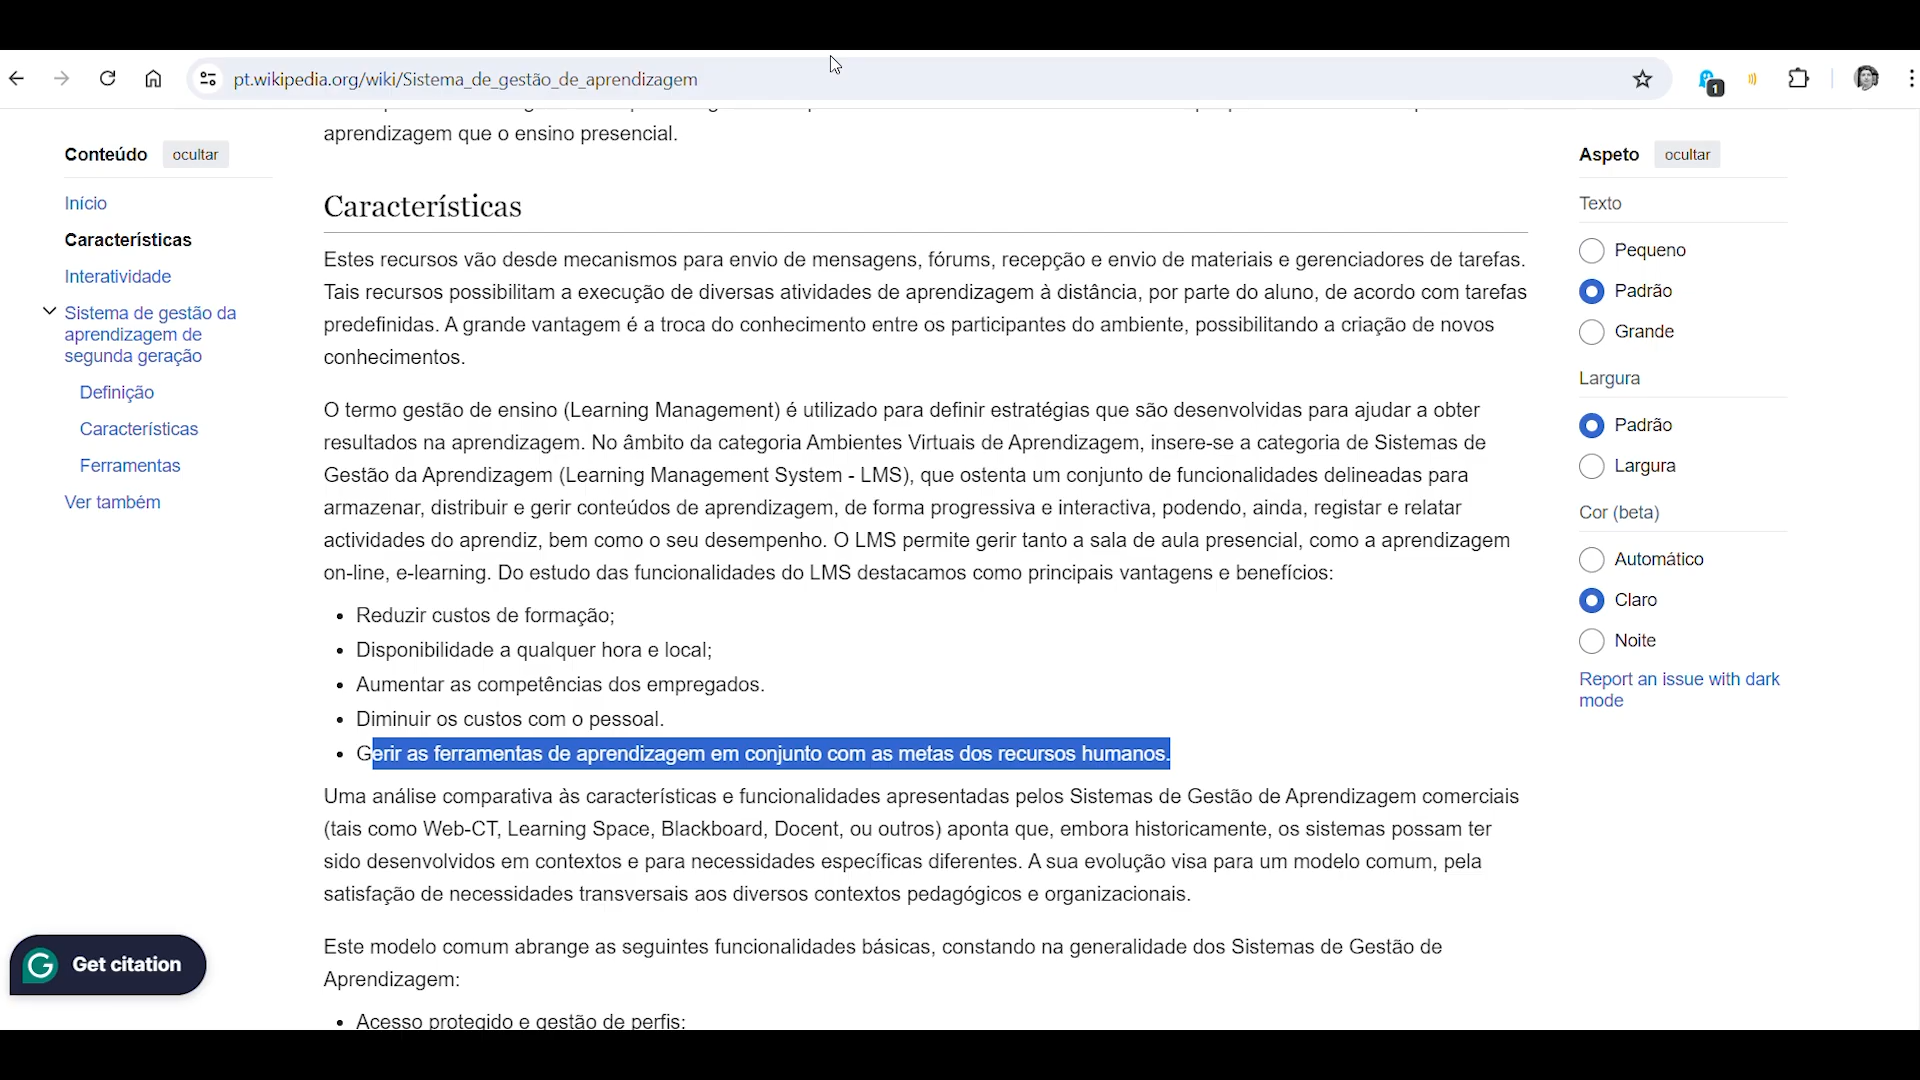 pt.wikipedia.org/wiki/Sistema_de_gestão_de_aprendizagem
1
aprendizagem que o ensino presencial.
Conteúdo ocultar
Início
Características
Interatividade
Sistema de gestão da
aprendizagem de
segunda geração
Definição
Características
Ferramentas
Ver também
Características
Estes recursos vão desde mecanismos para envio de mensagens, fórums, recepção e envio de materiais e gerenciadores de tarefas.
Tais recursos possibilitam a execução de diversas atividades de aprendizagem à distância, por parte do aluno, de acordo com tarefas
predefinidas. A grande vantagem é a troca do conhecimento entre os participantes do ambiente, possibilitando a criação de novos
conhecimentos.
O termo gestão de ensino (Learning Management) é utilizado para definir estratégias que são desenvolvidas para ajudar a obter
resultados na aprendizagem. No âmbito da categoria Ambientes Virtuais de Aprendizagem, insere-se a categoria de Sistemas de
Gestão da Aprendizagem (Learning Management System - LMS), que ostenta um conjunto de funcionalidades delineadas para
armazenar, distribuir e gerir conteúdos de aprendizagem, de forma progressiva e interactiva, podendo, ainda, registar e relatar
actividades do aprendiz, bem como o seu desempenho. O LMS permite gerir tanto a sala de aula presencial, como a aprendizagem
on-line, e-learning. Do estudo das funcionalidades do LMS destacamos como principais vantagens e benefícios:
• Reduzir custos de formação;
• Disponibilidade a qualquer hora e local;
• Aumentar as competências dos empregados.
• Diminuir os custos com o pessoal.
• Gerir as ferramentas de aprendizagem em conjunto com as metas dos recursos humanos.
Uma análise comparativa às características e funcionalidades apresentadas pelos Sistemas de Gestão de Aprendizagem comerciais
(tais como Web-CT, Learning Space, Blackboard, Docent, ou outros) aponta que, embora historicamente, os sistemas possam ter
sido desenvolvidos em contextos e para necessidades específicas diferentes. A sua evolução visa para um modelo comum, pela
satisfação de necessidades transversais aos diversos contextos pedagógicos e organizacionais.
Este modelo comum abrange as seguintes funcionalidades básicas, constando na generalidade dos Sistemas de Gestão de
Aprendizagem:
• Acesso protegido e gestão de perfis;
Aspeto ocultar
Texto
Pequeno
Padrão
Grande
Largura
Padrão
Largura
Cor (beta)
Automático
Claro
Noite
Report an issue with dark
mode
Get citation